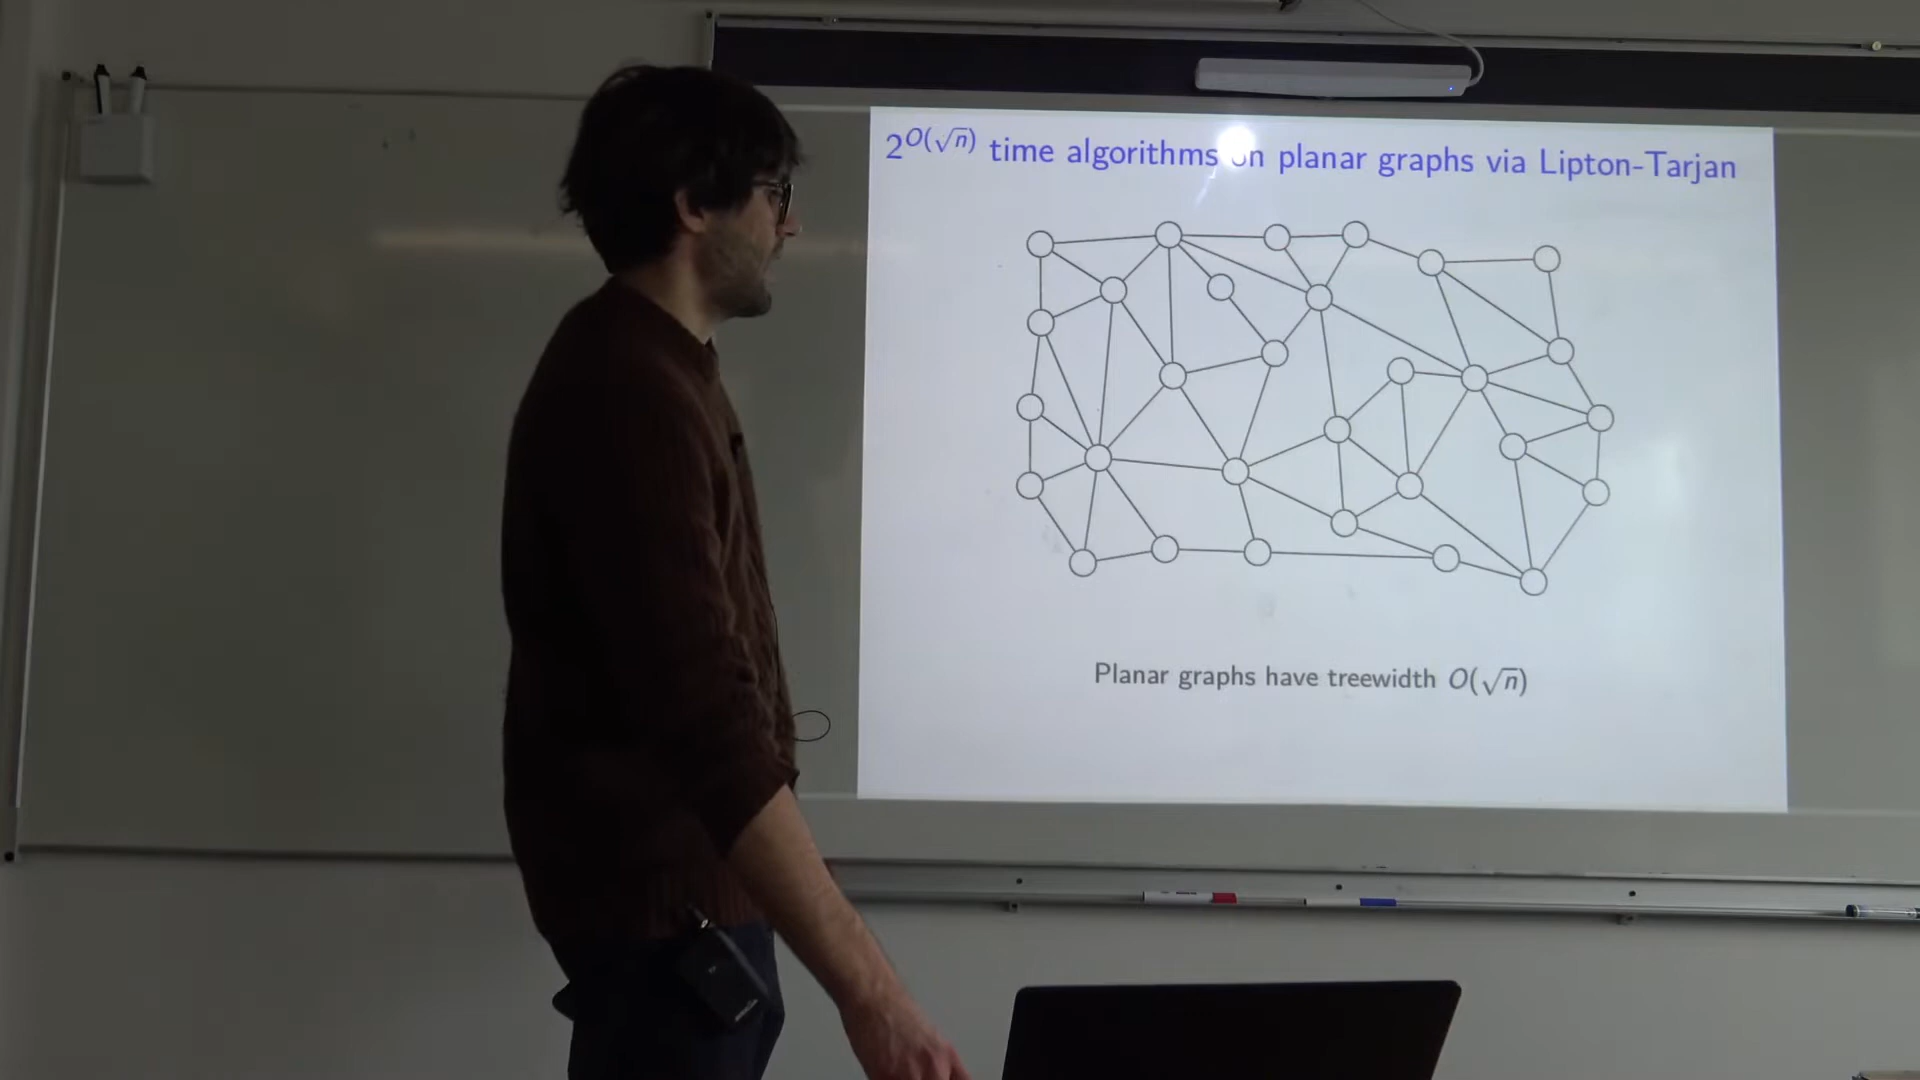 2^{O(√n)} time algorithms on planar graphs via Lipton-Tarjan
Planar graphs have treewidth O(√n)